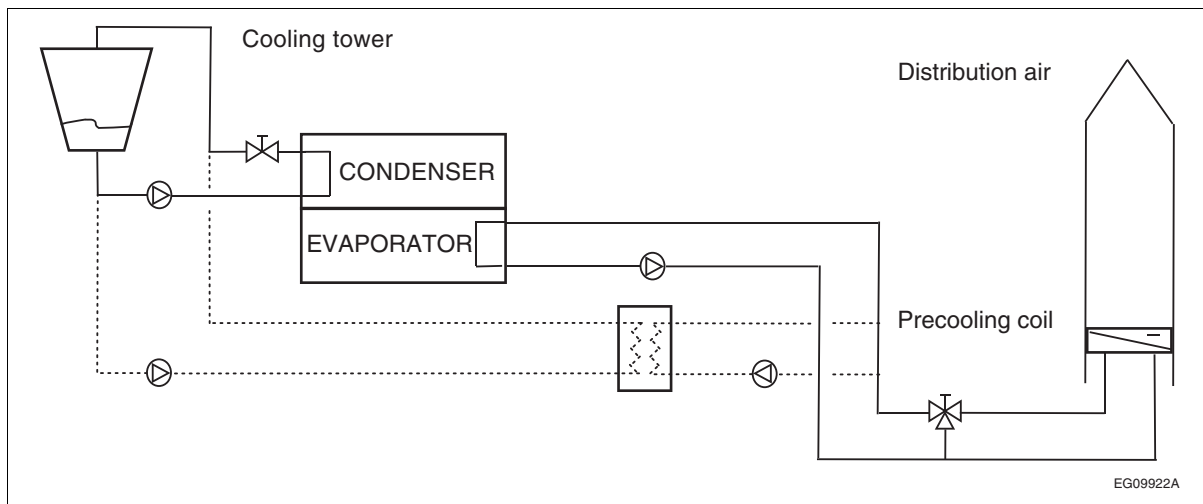 Cooling tower
Distribution air
CONDENSER
EVAPORATOR
Precooling coil
EG09922A